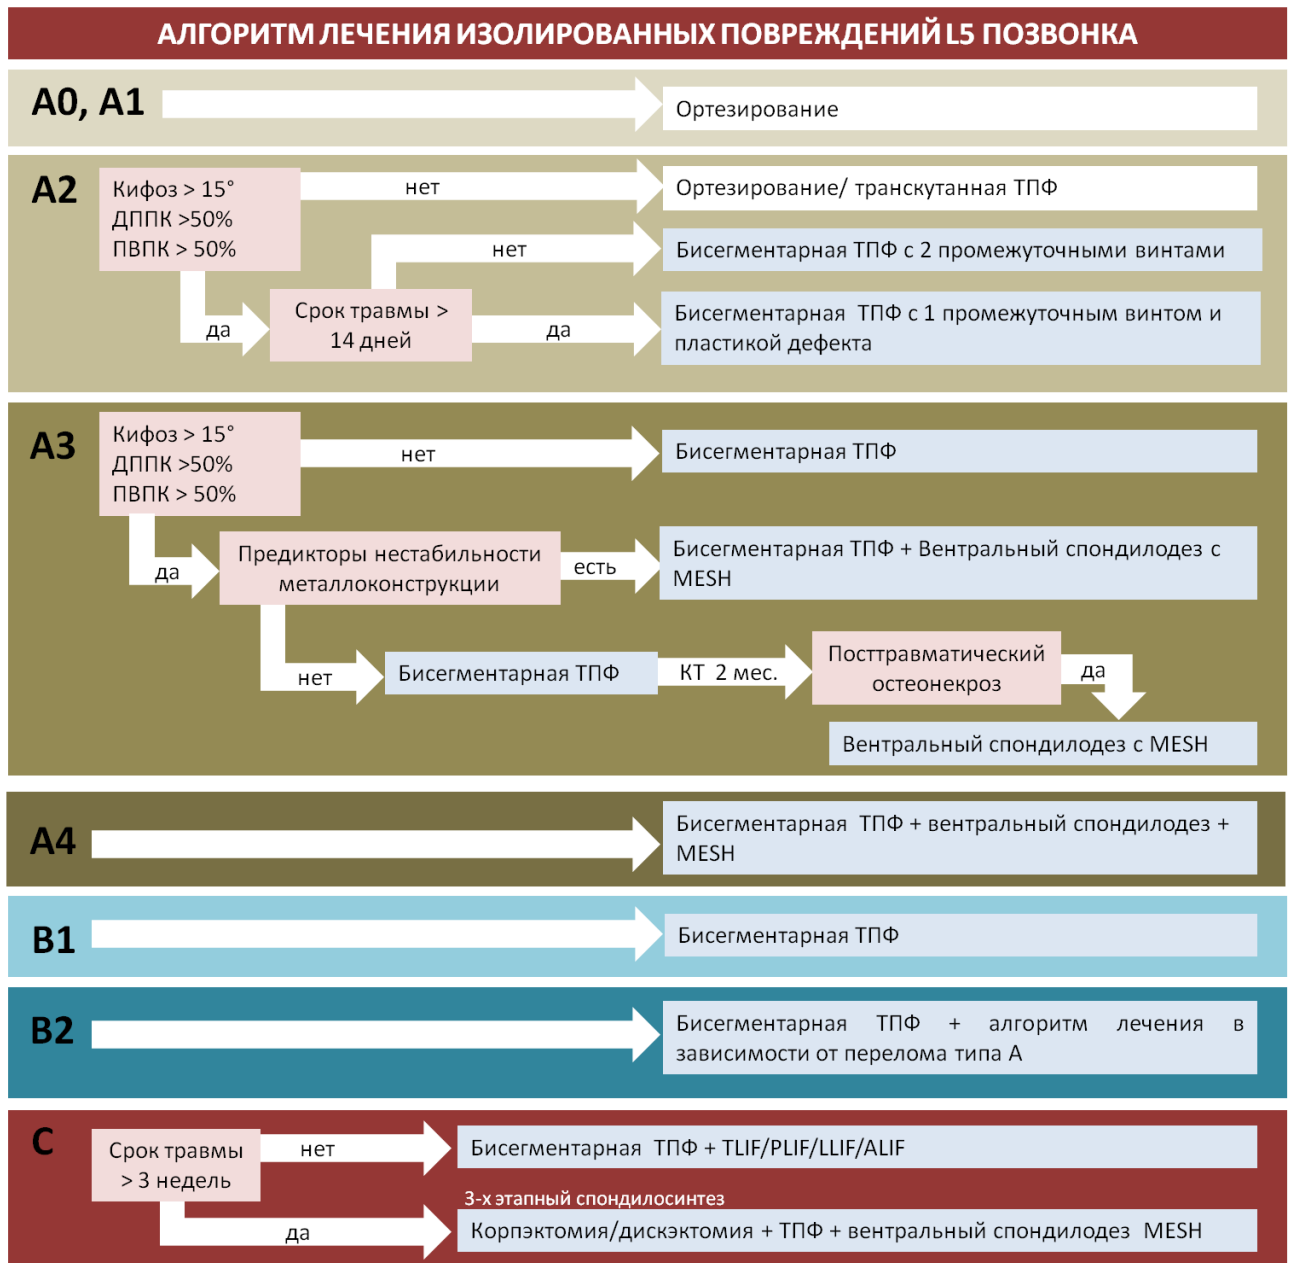 АЛГОРИТМ ЛЕЧЕНИЯ ИЗОЛИРОВАННЫХ ПОВРЕЖДЕНИЙ L5 ПОЗВОНКА
А0, А1
Ортезирование
А2
Кифоз > 15°
ДППК >50%
ПВПК > 50%
нет
Ортезирование/ транскутанная ТПФ
нет
Бисегментарная ТПФ с 2 промежуточными винтами
да
Срок травмы >
14 дней
да
Бисегментарная ТПФ с 1 промежуточным винтом и
пластикой дефекта
А3
Кифоз > 15°
ДППК >50%
ПВПК > 50%
нет
Бисегментарная ТПФ
да
Предикторы нестабильности
металлоконструкции
есть
Бисегментарная ТПФ + Вентральный спондилодез с
MESH
нет
Бисегментарная ТПФ
КТ 2 мес.
Посттравматический
остеонекроз
да
Вентральный спондилодез с MESH
А4
Бисегментарная ТПФ + вентральный спондилодез +
MESH
В1
Бисегментарная ТПФ
В2
Бисегментарная ТПФ + алгоритм лечения в
зависимости от перелома типа А
С
Срок травмы
> 3 недель
нет
Бисегментарная ТПФ + TLIF/PLIF/LLIF/ALIF
3-х этапный спондилосинтез
да
Корпэктомия/дискэктомия + ТПФ + вентральный спондилодез MESH